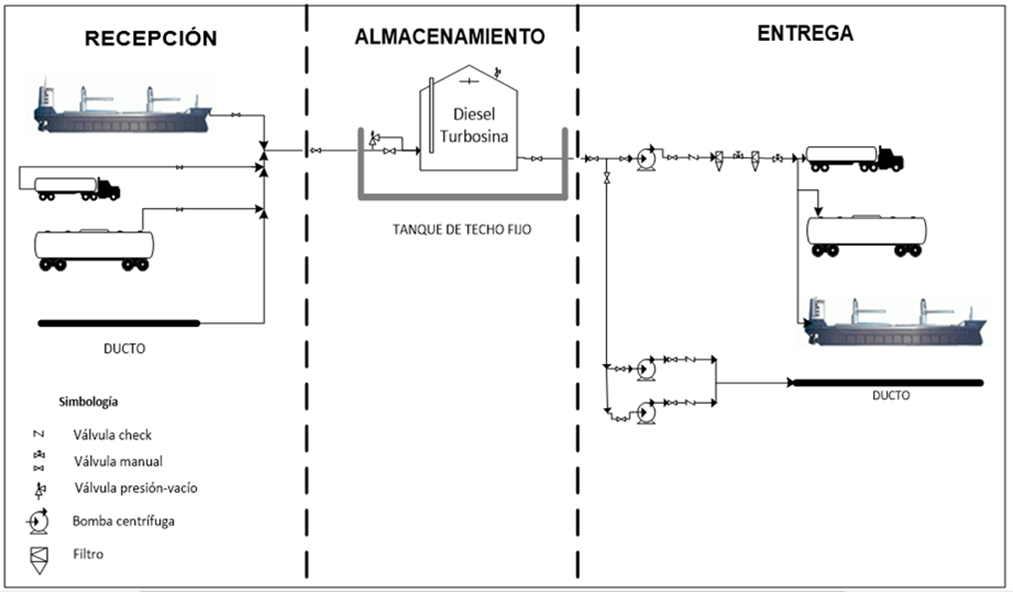 RECEPCIÓN
ALMACENAMIENTO
ENTREGA
Diesel
Turbosina
TANQUE DE TECHO FIJO
DUCTO
DUCTO
Simbología
Válvula check
Válvula manual
Válvula presión-vacío
Bomba centrífuga
Filtro